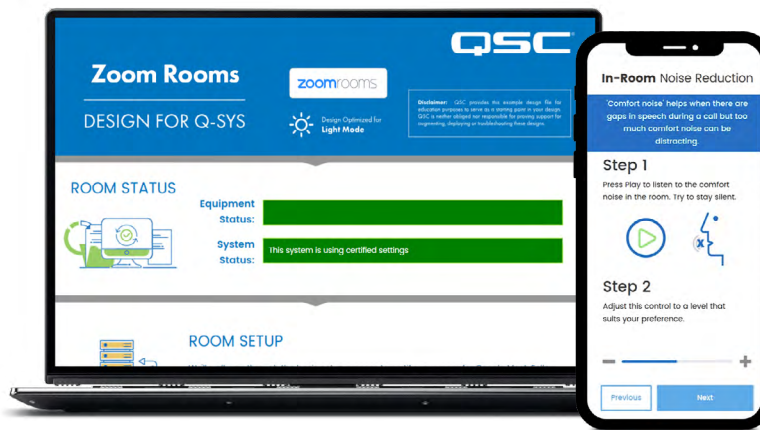 QSC
Zoom Rooms
DESIGN FOR Q-SYS
zoomrooms
Design Optimized for
Light Mode
Disclaimer: QSC provides this example design file for
education purposes to serve as a starting point in your design.
QSC is neither obliged nor responsible for proving support for
augmenting, deploying or troubleshooting these designs.
ROOM STATUS
Equipment
Status:
System
Status:
This system is using certified settings
ROOM SETUP
In-Room Noise Reduction
'Comfort noise' helps when there are
gaps in speech during a call but too
much comfort noise can be
distracting.
Step 1
Press Play to listen to the comfort
noise in the room. Try to stay silent.
x
Step 2
Adjust this control to a level that
suits your preference.
Previous
Next